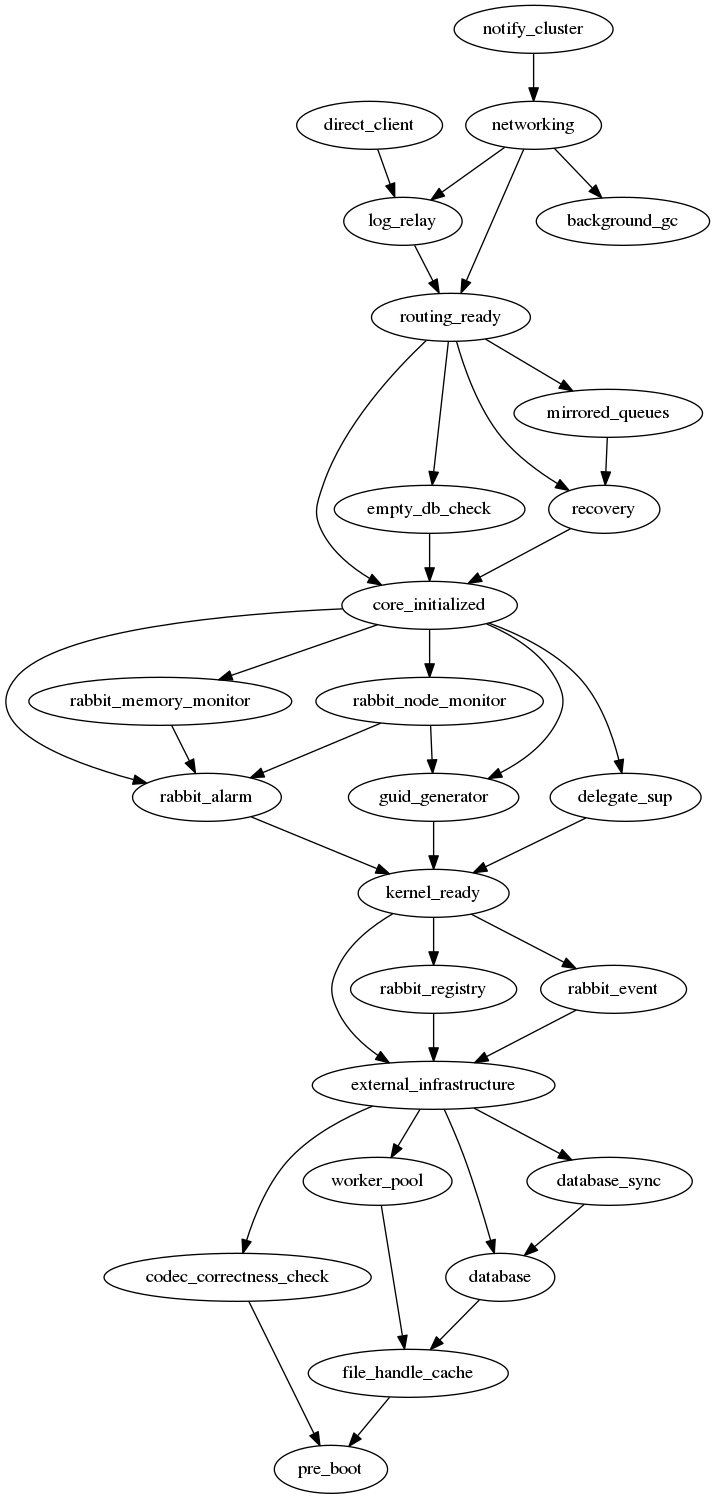 notify_cluster
direct_client
networking
log_relay
background_gc
routing_ready
mirrored_queues
empty_db_check
recovery
core_initialized
rabbit_memory_monitor
rabbit_node_monitor
rabbit_alarm
guid_generator
delegate_sup
kernel_ready
rabbit_registry
rabbit_event
external_infrastructure
worker_pool
database_sync
codec_correctness_check
database
file_handle_cache
pre_boot